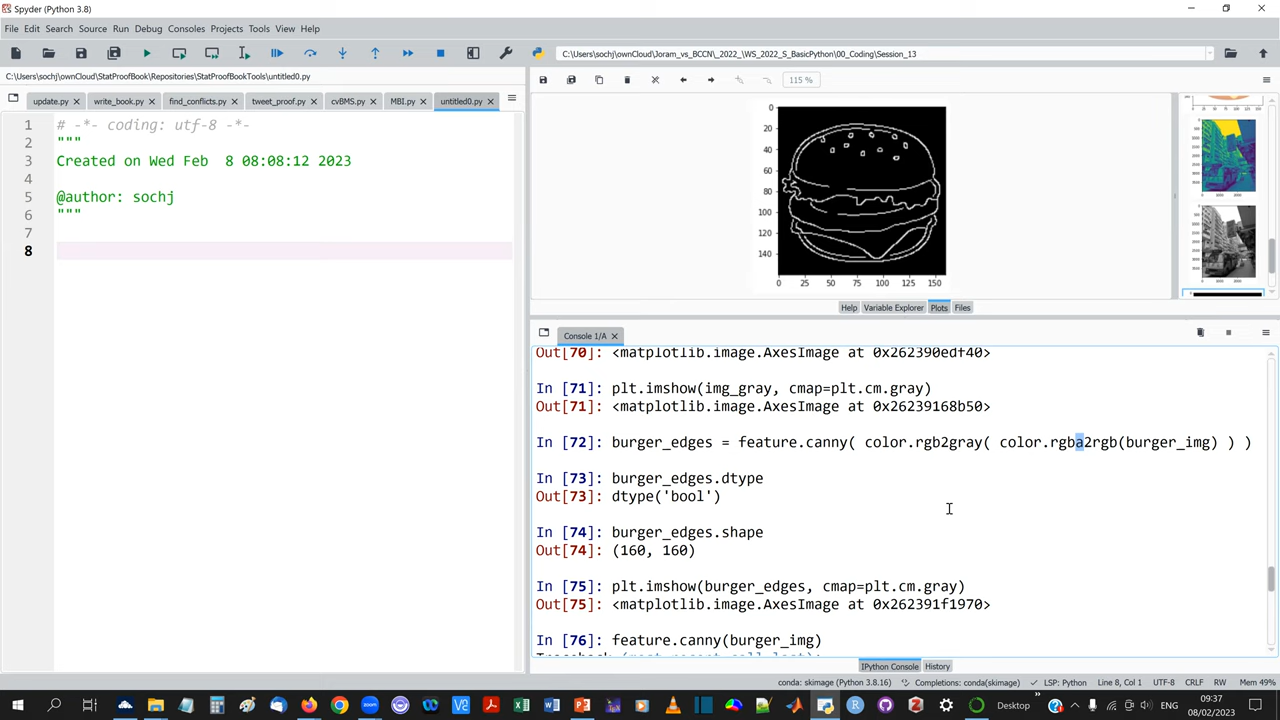 Spyder (Python 3.8)
File Edit Search Source Run Debug Consoles Projects Tools View Help
C:\Users\sochj\ownCloud\Joram_vs_BCCN\_2022_\WS_2022_S_BasicPython\00_Coding\Session_13
C:\Users\sochj\ownCloud\StatProofBook\Repositories\StatProofBookTools\untitled0.py
115 %
update.py write_book.py find_conflicts.py tweet_proof.py cvBMS.py MBI.py untitled0.py
1 # -*- coding: utf-8 -*-
2 """
3 Created on Wed Feb  8 08:08:12 2023
4
5 @author: sochj
6 """
7
8
0
20
40
60
80
100
120
140
0 25 50 75 100 125 150
Help Variable Explorer Plots Files
Console 1/A
Out[70]: <matplotlib.image.AxesImage at 0x262390edf40>
In [71]: plt.imshow(img_gray, cmap=plt.cm.gray)
Out[71]: <matplotlib.image.AxesImage at 0x26239168b50>
In [72]: burger_edges = feature.canny( color.rgb2gray( color.rgba2rgb(burger_img) ) )
In [73]: burger_edges.dtype
Out[73]: dtype('bool')
In [74]: burger_edges.shape
Out[74]: (160, 160)
In [75]: plt.imshow(burger_edges, cmap=plt.cm.gray)
Out[75]: <matplotlib.image.AxesImage at 0x262391f1970>
In [76]: feature.canny(burger_img)
Traceback (most recent call last):
IPython Console History
conda: skimage (Python 3.8.16) Completions: conda(skimage) LSP: Python Line 8, Col 1 UTF-8 CRLF RW Mem 49%
Desktop ENG 09:37
08/02/2023